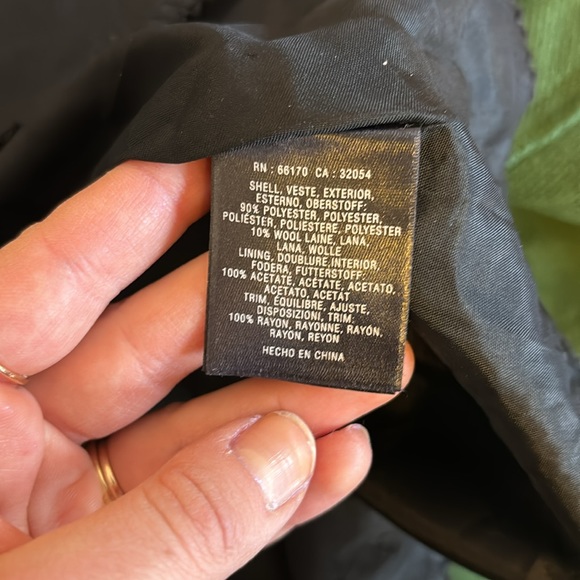 RN : 66170 CA : 32054
SHELL, VESTE, EXTERIOR,
ESTERNO, OBERSTOFF:
90% POLYESTER, POLYESTER,
POLIÉSTER, POLIESTERE, POLYESTER
10% WOOL LAINE, LANA,
LANA, WOLLE
LINING, DOUBLURE,INTERIOR,
FODERA, FUTTERSTOFF:
100% ACETATE, ACÉTATE, ACETATO,
ACETATO, ACETAT
TRIM, ÉQUILIBRE, AJUSTE,
DISPOSIZIONI, TRIM:
100% RAYON, RAYONNE, RAYÓN,
RAYÓN, REYON
HECHO EN CHINA